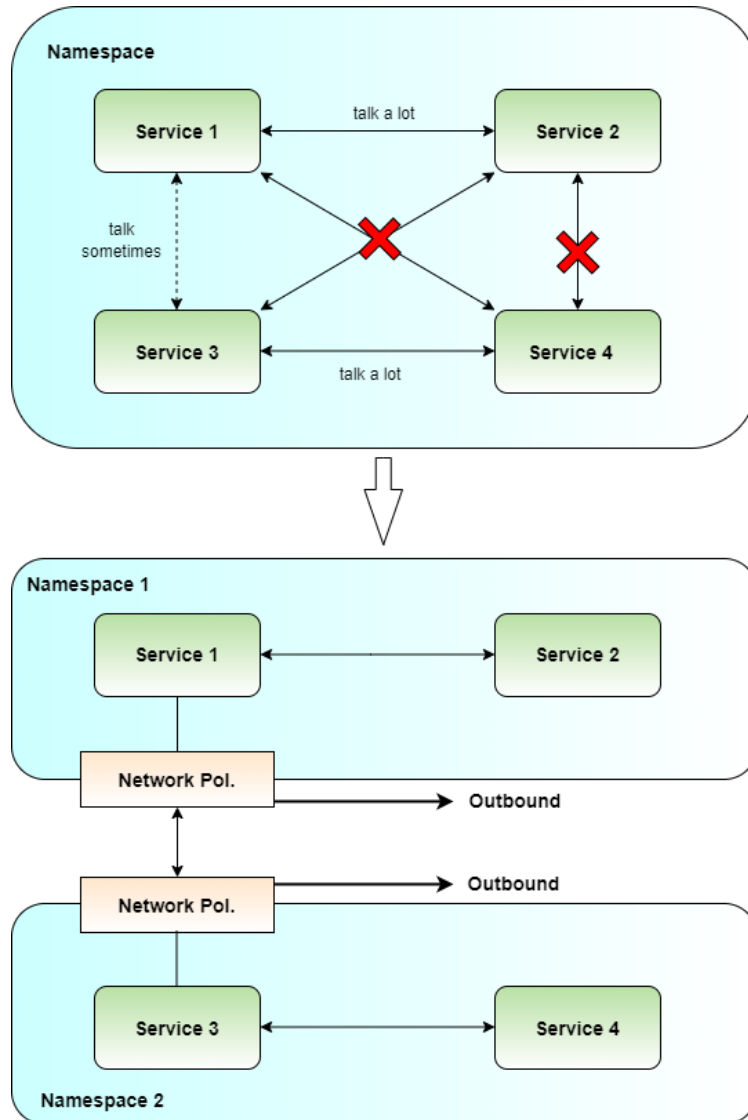 Namespace
Service 1
talk a lot
Service 2
talk
sometimes
Service 3
talk a lot
Service 4
Namespace 1
Service 1
Service 2
Network Pol.
Outbound
Network Pol.
Outbound
Service 3
Service 4
Namespace 2